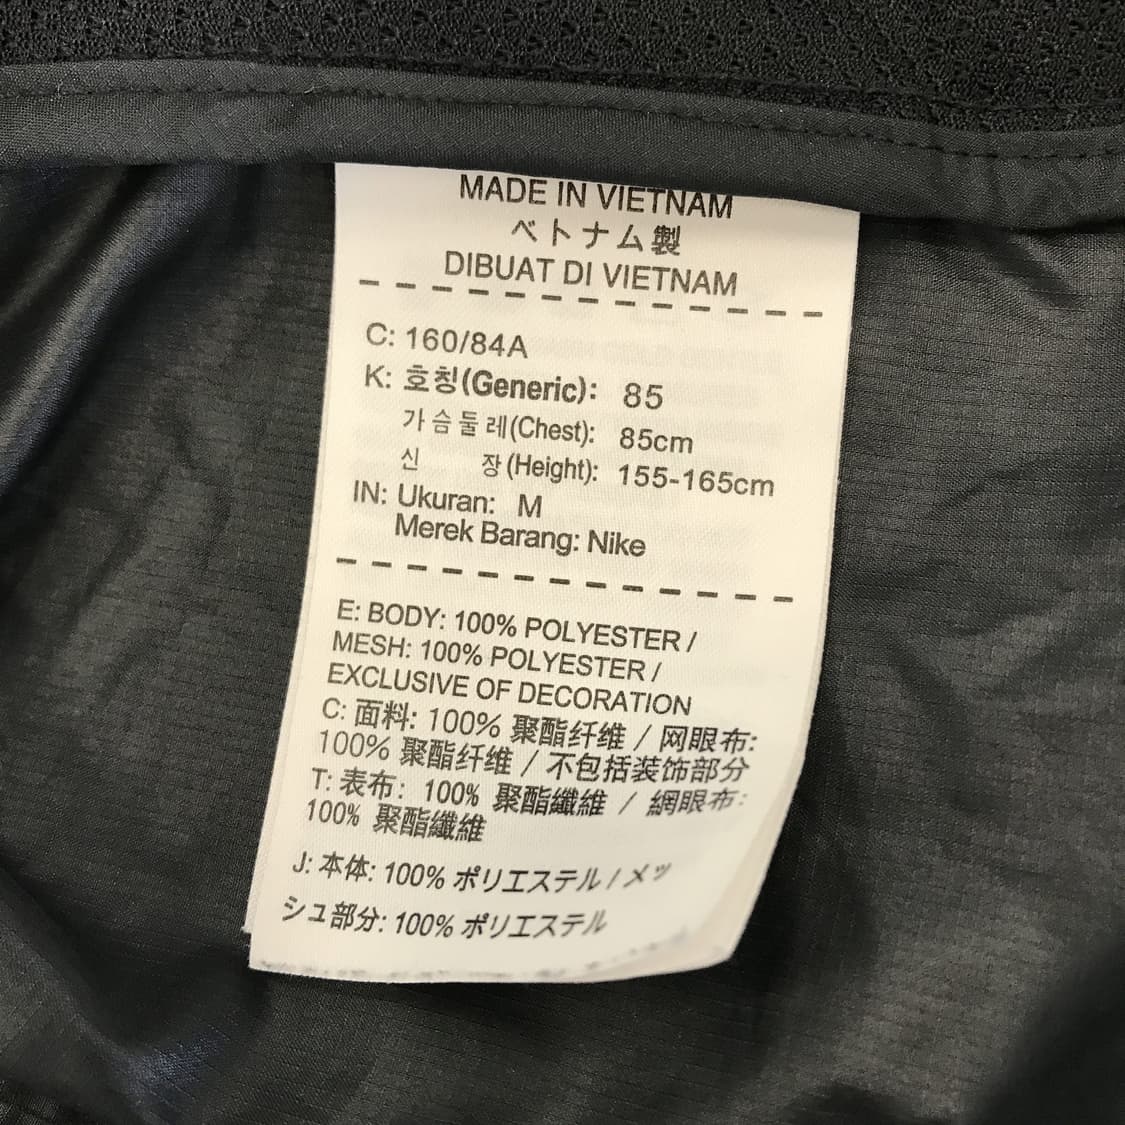 MADE IN VIETNAM
ベトナム製
DIBUAT DI VIETNAM
C: 160/84A
K: 호칭(Generic): 85
가슴둘레(Chest): 85cm
신 장(Height): 155-165cm
IN: Ukuran: M
Merek Barang: Nike
E: BODY: 100% POLYESTER /
MESH: 100% POLYESTER /
EXCLUSIVE OF DECORATION
C: 面料: 100% 聚酯纤维 / 网眼布:
100% 聚酯纤维 / 不包括装饰部分
T: 表布: 100% 聚酯纖維 / 網眼布:
100% 聚酯纖維
J: 本体: 100% ポリエステル / メッ
シュ部分: 100% ポリエステル